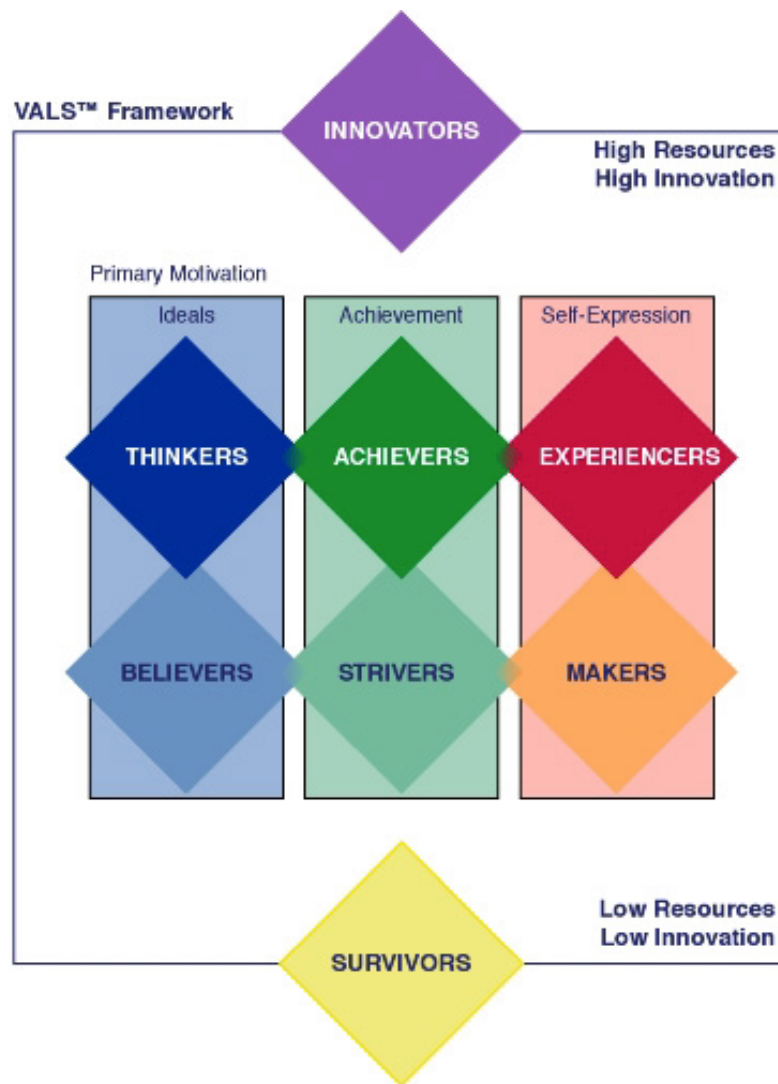 INNOVATORS
VALS™ Framework
High Resources
High Innovation
Primary Motivation
Ideals
Achievement
Self-Expression
THINKERS
ACHIEVERS
EXPERIENCERS
BELIEVERS
STRIVERS
MAKERS
Low Resources
Low Innovation
SURVIVORS